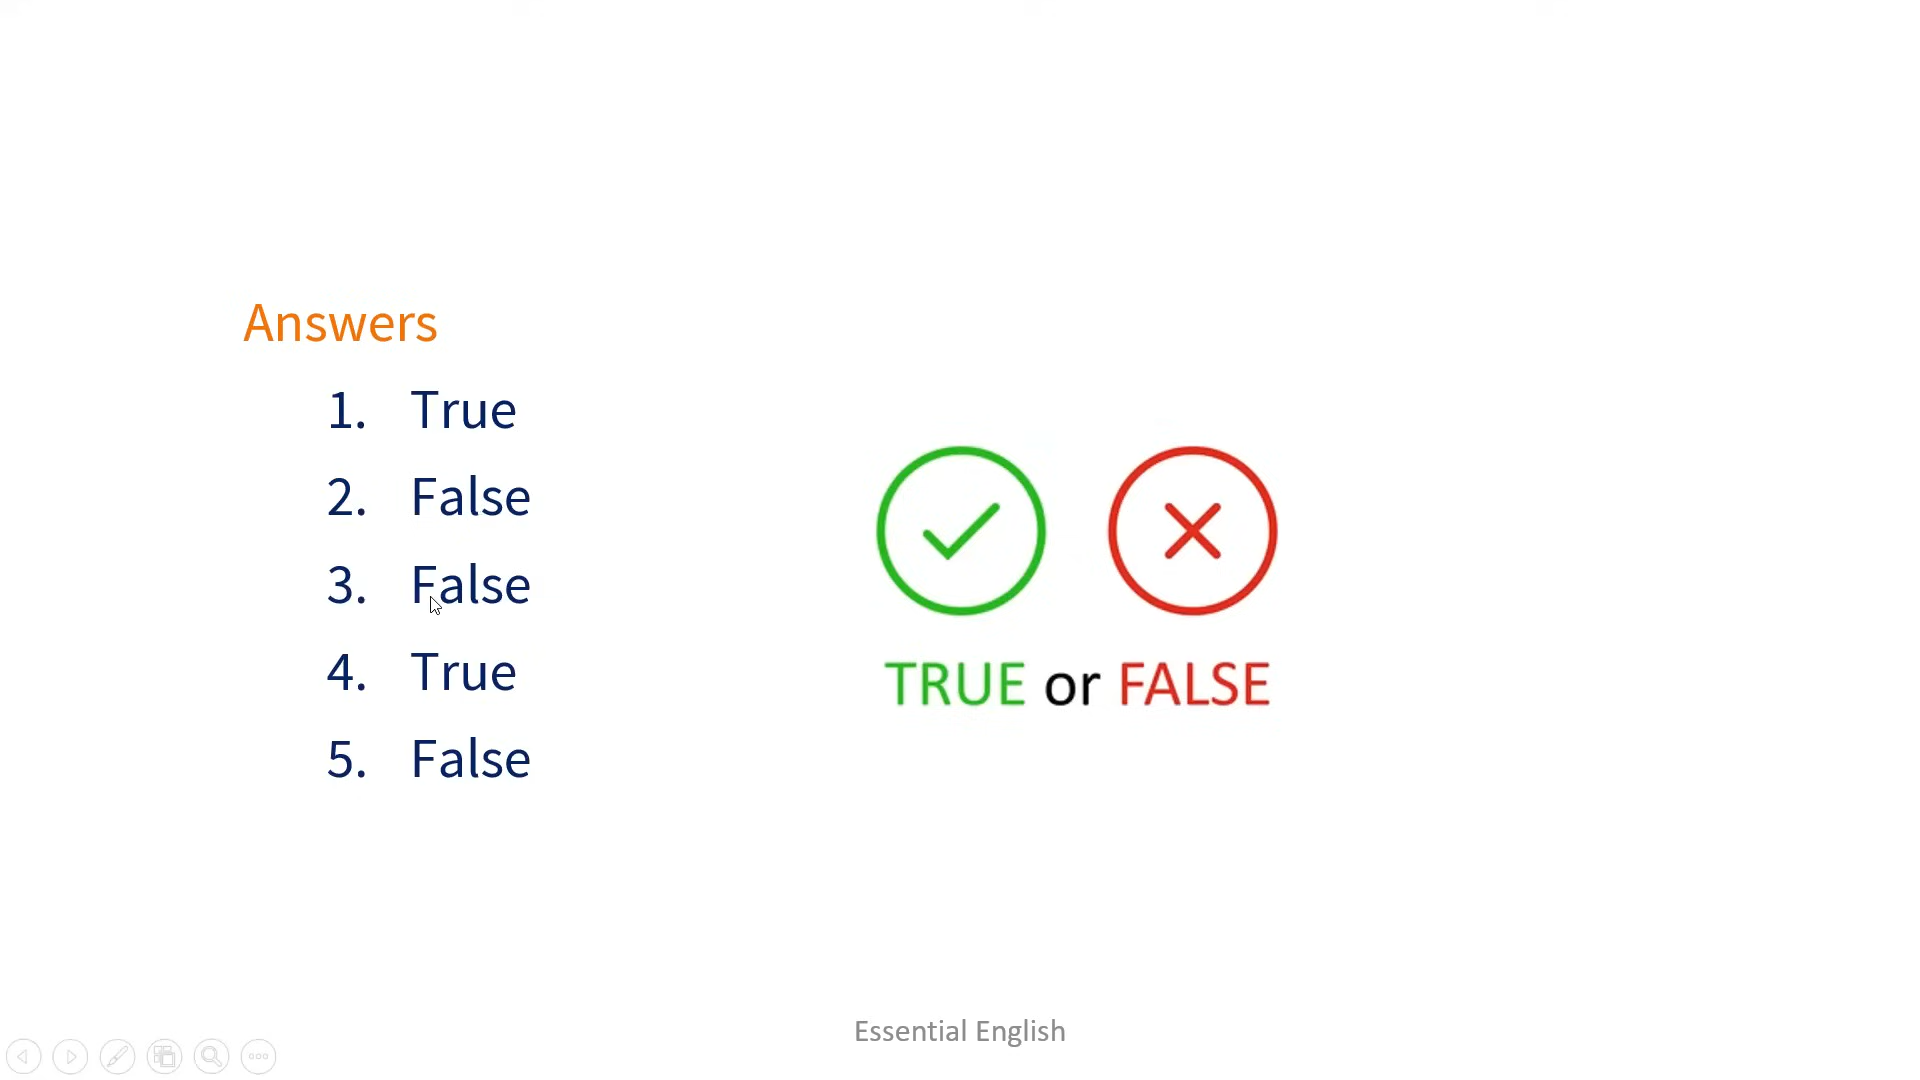 Answers
1. True
2. False
3. False
4. True
5. False
TRUE or FALSE
Essential English